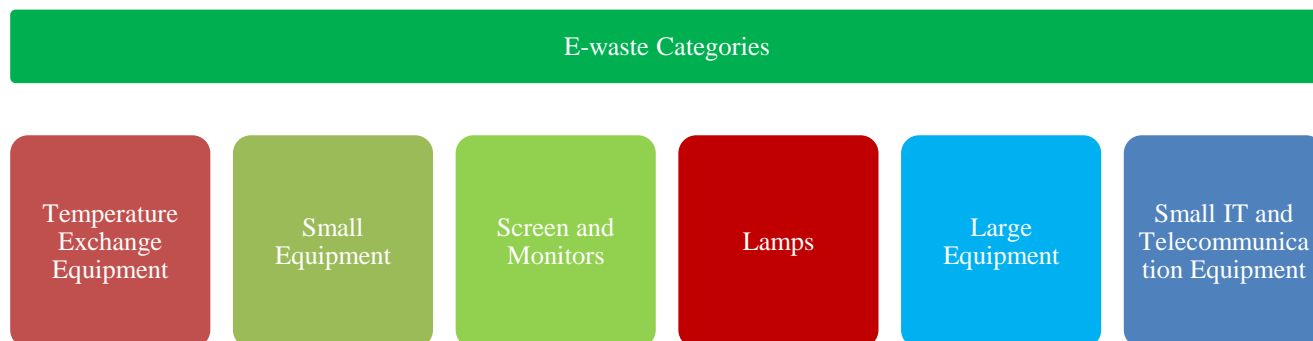 E-waste Categories
Temperature
Exchange
Equipment
Small
Equipment
Screen and
Monitors
Lamps
Large
Equipment
Small IT and
Telecommunica
tion Equipment